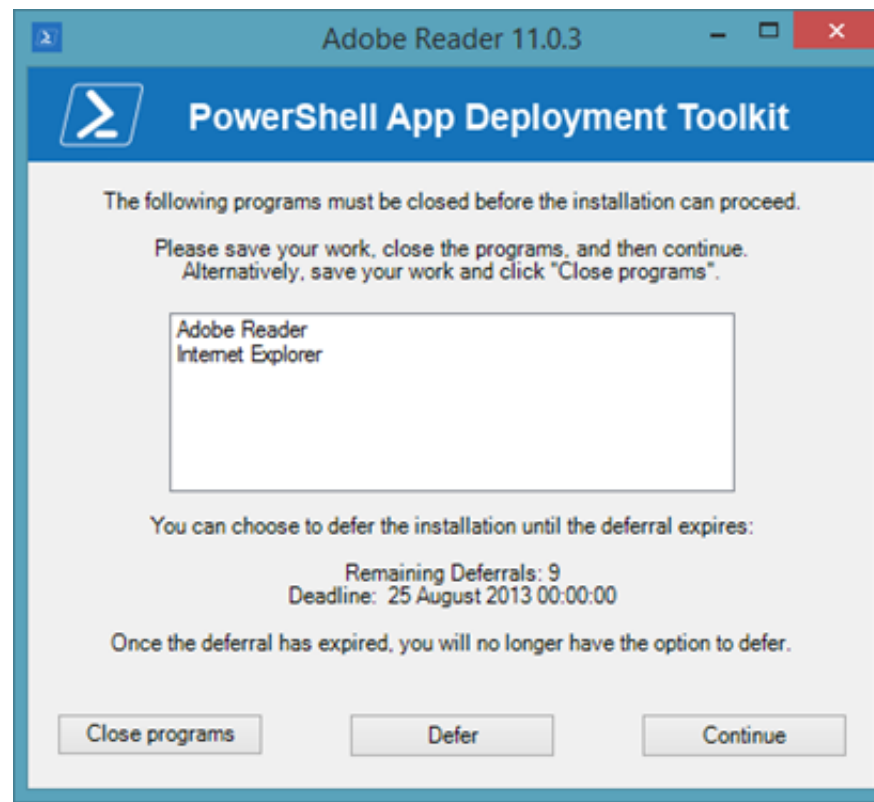 Adobe Reader 11.0.3
PowerShell App Deployment Toolkit
The following programs must be closed before the installation can proceed.
Please save your work, close the programs, and then continue.
Alternatively, save your work and click "Close programs".
Adobe Reader
Internet Explorer
You can choose to defer the installation until the deferral expires:
Remaining Deferrals: 9
Deadline: 25 August 2013 00:00:00
Once the deferral has expired, you will no longer have the option to defer.
Close programs Defer Continue